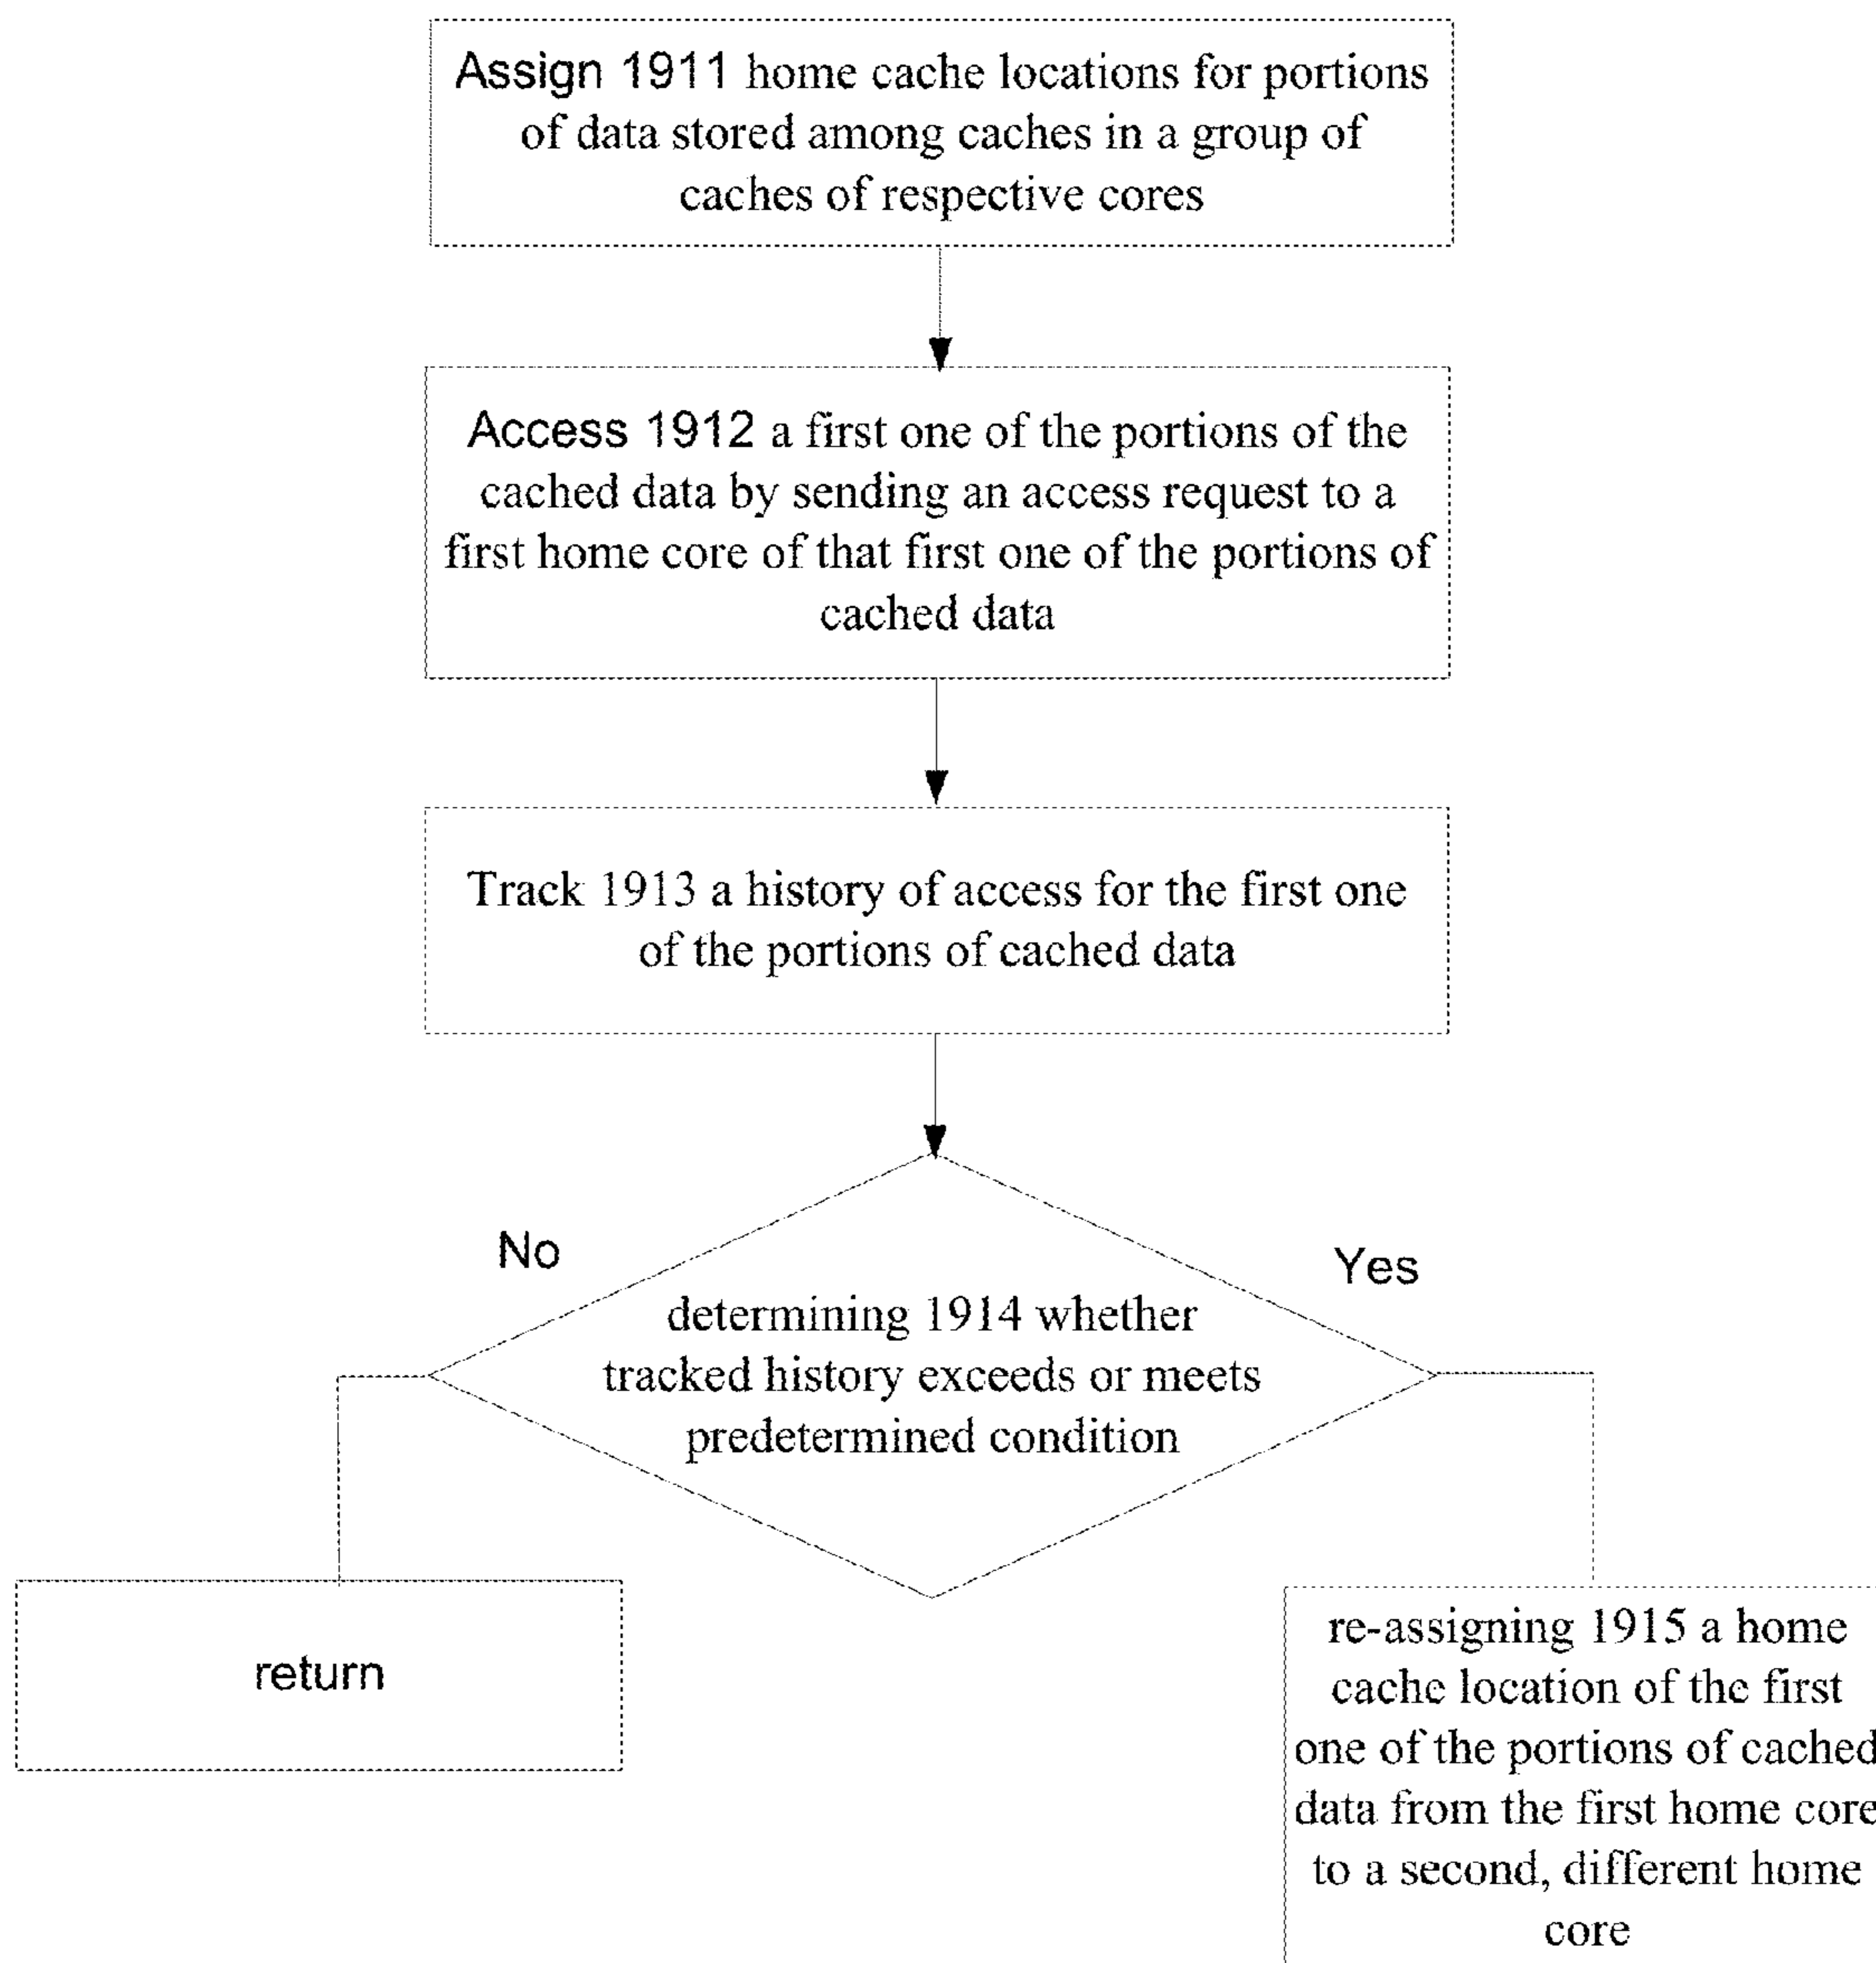 Assign 1911 home cache locations for portions
of data stored among caches in a group of
caches of respective cores
Access 1912 a first one of the portions of the
cached data by sending an access request to a
first home core of that first one of the portions of
cached data
Track 1913 a history of access for the first one
of the portions of cached data
No
Yes
determining 1914 whether
tracked history exceeds or meets
predetermined condition
return
re-assigning 1915 a home
cache location of the first
one of the portions of cached
data from the first home core
to a second, different home
core